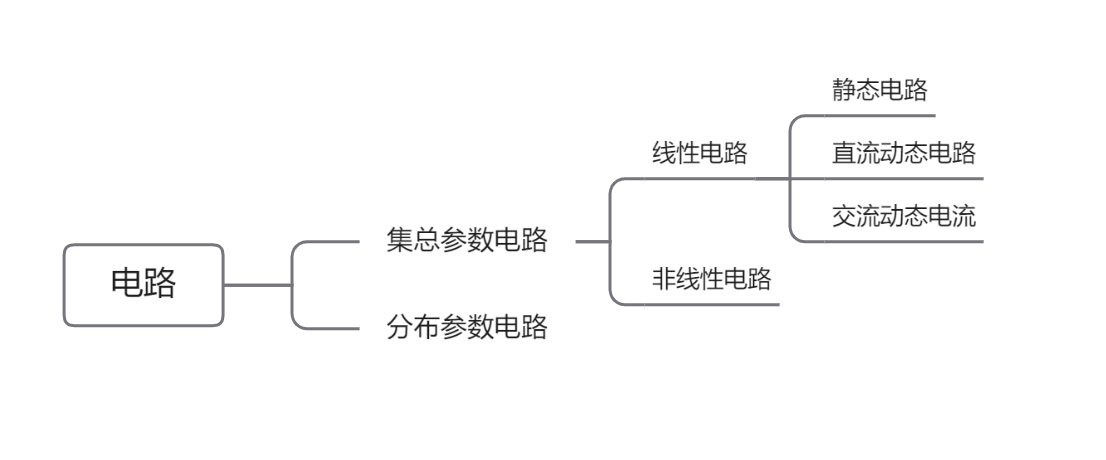 电路
集总参数电路
线性电路
静态电路
直流动态电路
交流动态电流
非线性电路
分布参数电路